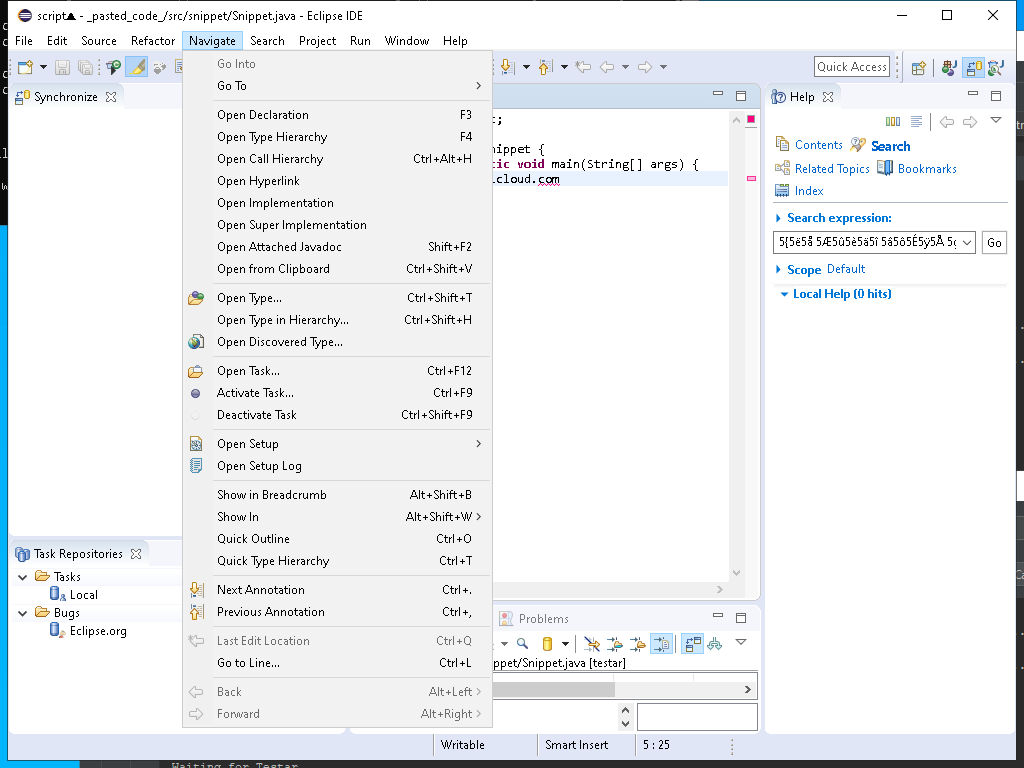 script▲ - _pasted_code_/src/snippet/Snippet.java - Eclipse IDE
File Edit Source Refactor Navigate Search Project Run Window Help
Quick Access
Synchronize
Go Into
Go To
Open Declaration F3
Open Type Hierarchy F4
Open Call Hierarchy Ctrl+Alt+H
Open Hyperlink
Open Implementation
Open Super Implementation
Open Attached Javadoc Shift+F2
Open from Clipboard Ctrl+Shift+V
Open Type... Ctrl+Shift+T
Open Type in Hierarchy... Ctrl+Shift+H
Open Discovered Type...
Open Task... Ctrl+F12
Activate Task... Ctrl+F9
Deactivate Task Ctrl+Shift+F9
Open Setup
Open Setup Log
Show in Breadcrumb Alt+Shift+B
Show In Alt+Shift+W
Quick Outline Ctrl+O
Quick Type Hierarchy Ctrl+T
Next Annotation Ctrl+.
Previous Annotation Ctrl+,
Last Edit Location Ctrl+Q
Go to Line... Ctrl+L
Back Alt+Left
Forward Alt+Right
nippet {
tic void main(String[] args) {
cloud.com
Help
Contents Search
Related Topics Bookmarks
Index
Search expression:
Go
Scope Default
Local Help (0 hits)
Task Repositories
Tasks
Local
Bugs
Eclipse.org
Problems
ppet/Snippet.java [testar]
Writable Smart Insert 5 : 25
Waiting for Testar